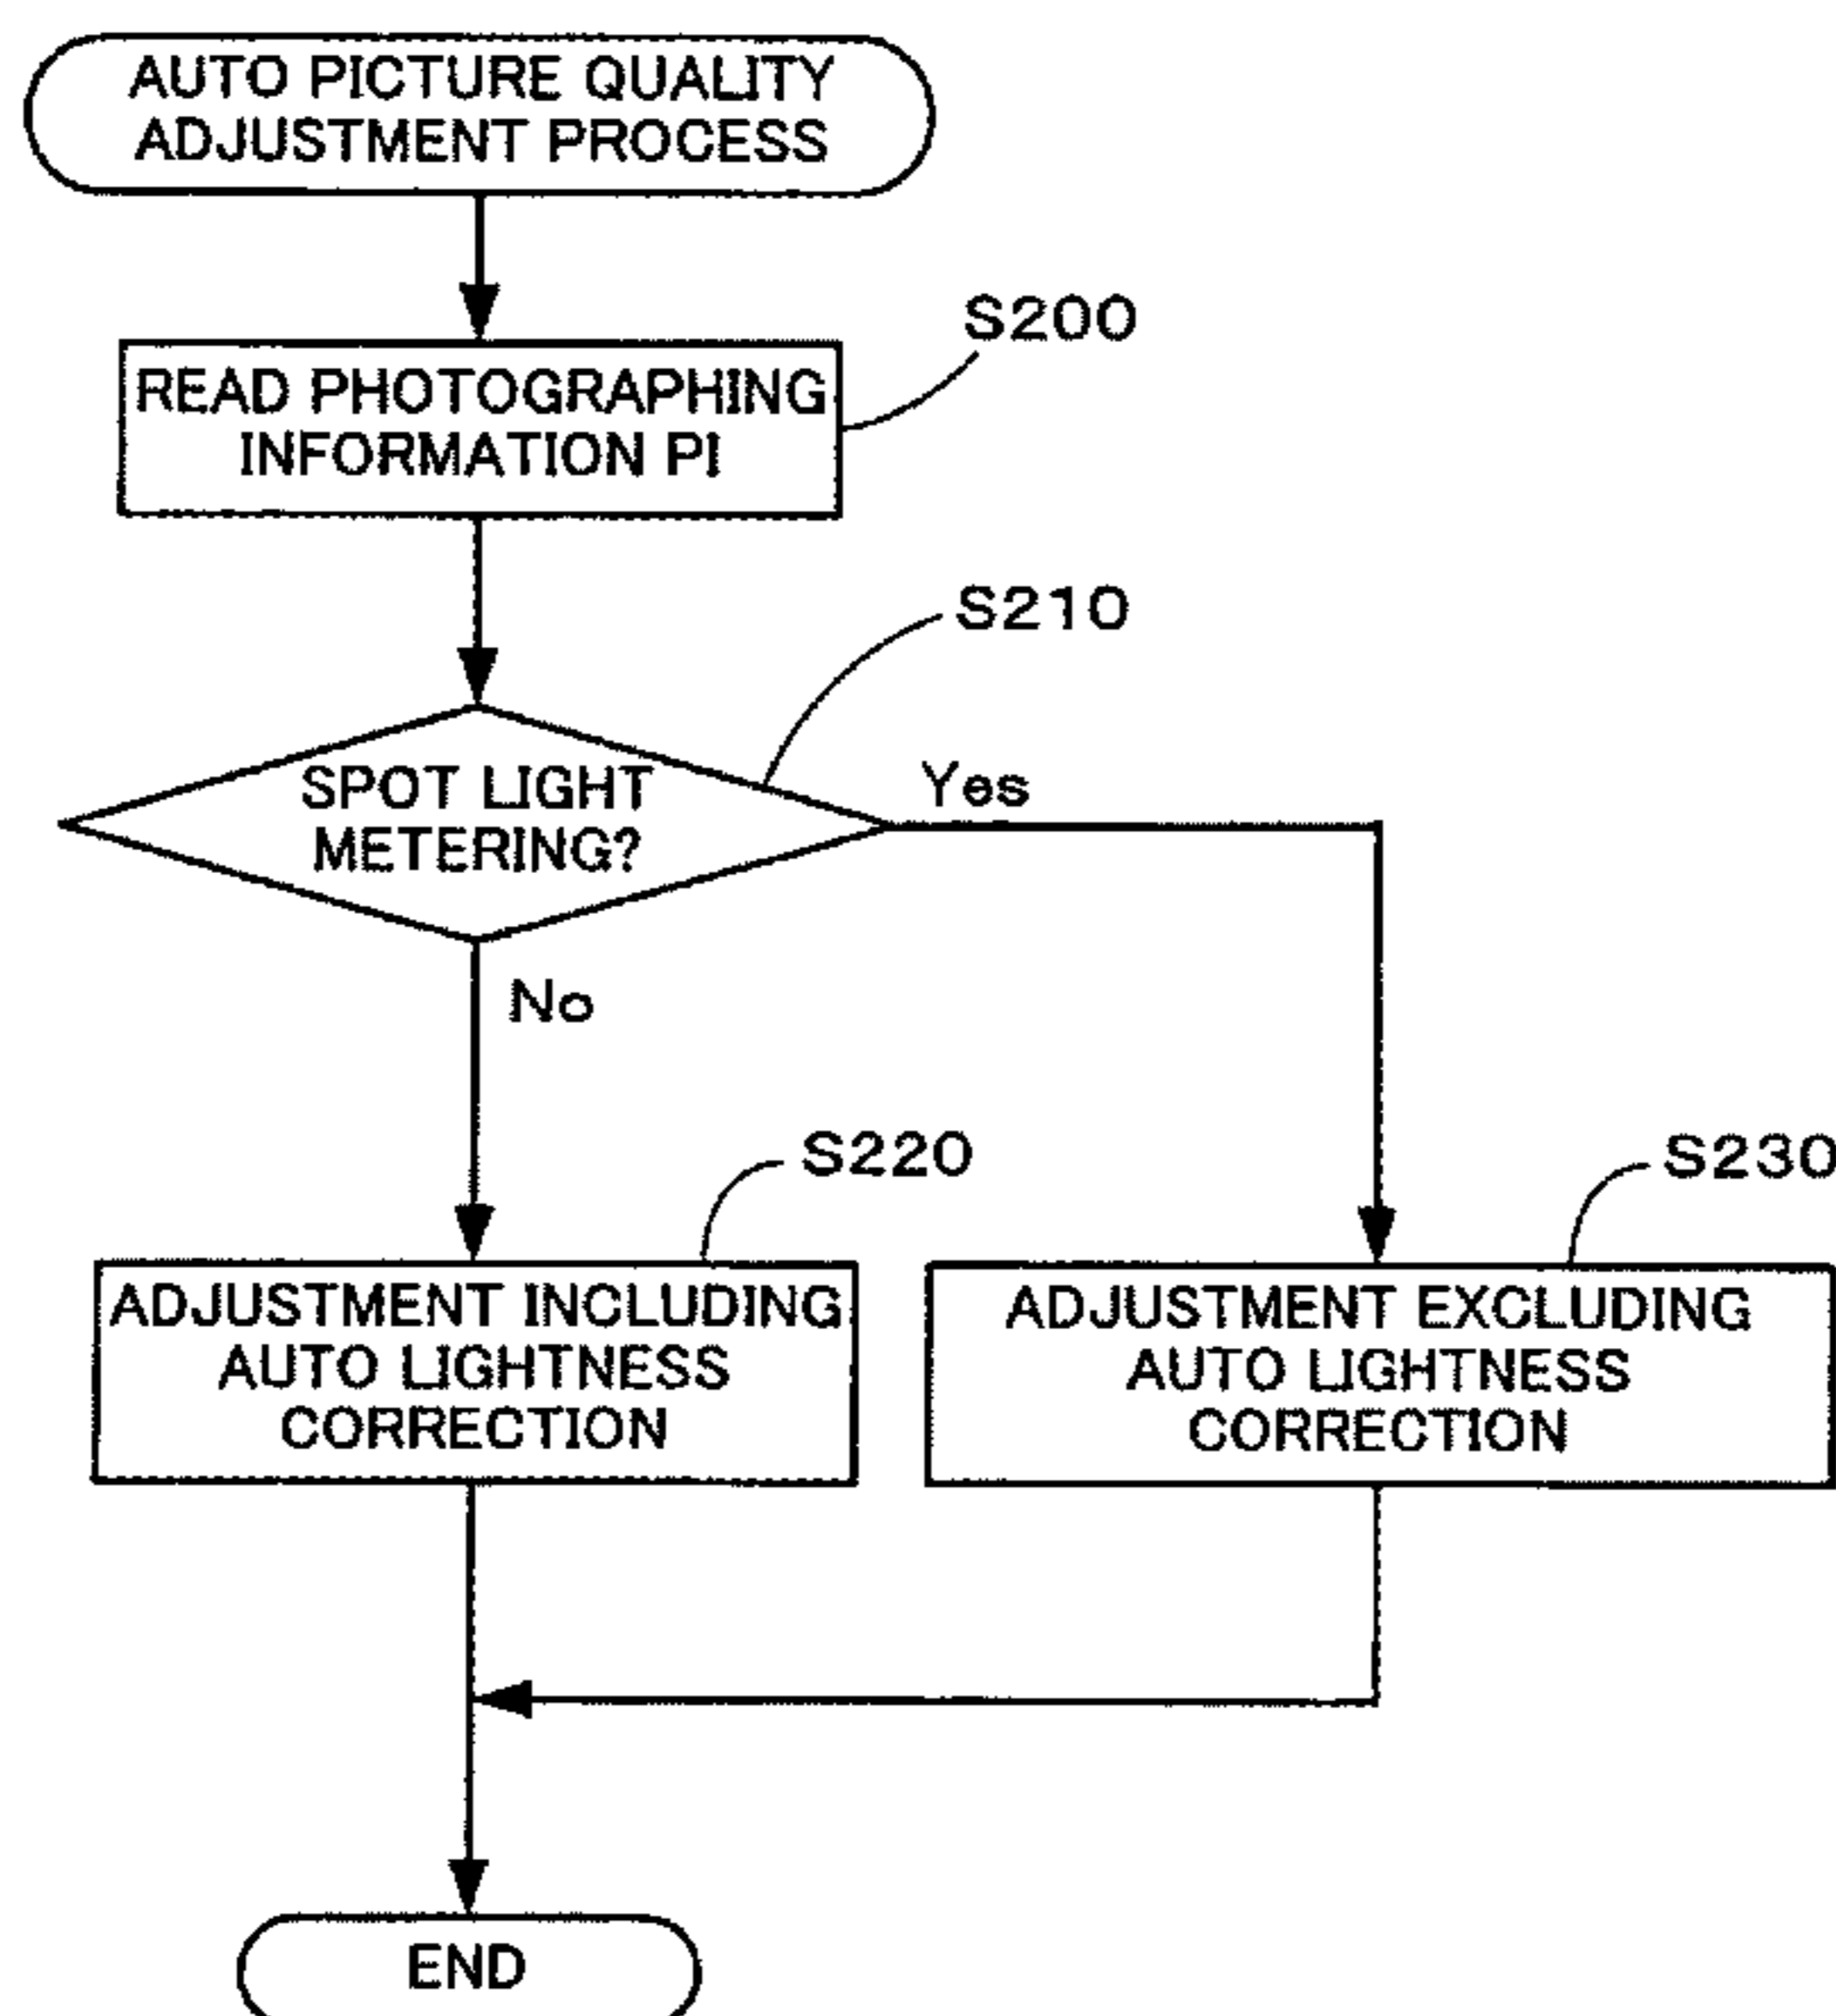 AUTO PICTURE QUALITY
ADJUSTMENT PROCESS
S200
READ PHOTOGRAPHING
INFORMATION PI
S210
SPOT LIGHT
METERING?
Yes
No
S220
ADJUSTMENT INCLUDING
AUTO LIGHTNESS
CORRECTION
S230
ADJUSTMENT EXCLUDING
AUTO LIGHTNESS
CORRECTION
END